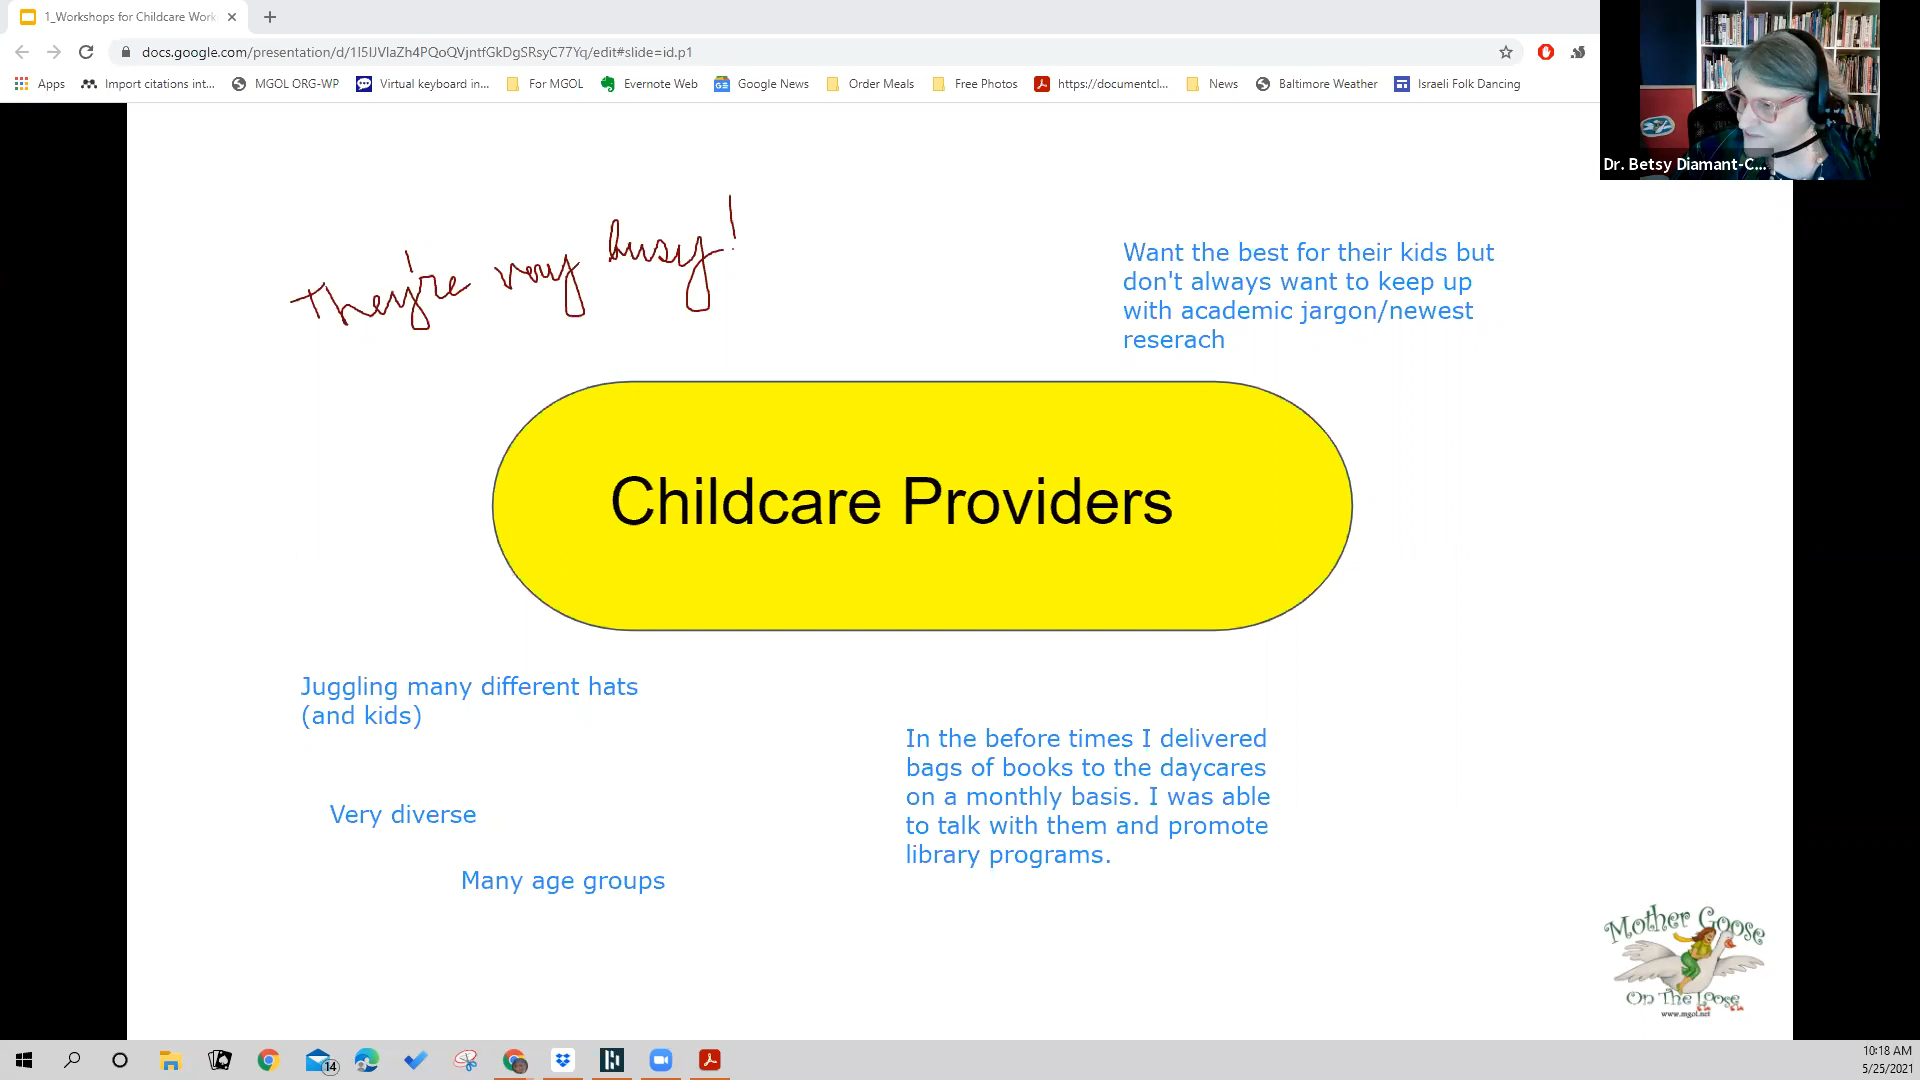 1_Workshops for Childcare Work
docs.google.com/presentation/d/1I5IJVlaZh4PQoQVjntfGkDgSRsyC77Yq/edit#slide=id.p1
Apps Import citations int... MGOL ORG-WP Virtual keyboard in... For MGOL Evernote Web Google News Order Meals Free Photos https://documentcl... News Baltimore Weather Israeli Folk Dancing
Dr. Betsy Diamant-C...
They're very busy!
Want the best for their kids but
don't always want to keep up
with academic jargon/newest
reserach
Childcare Providers
Juggling many different hats
(and kids)
In the before times I delivered
bags of books to the daycares
on a monthly basis. I was able
to talk with them and promote
library programs.
Very diverse
Many age groups
Mother Goose
On The Loose
www.mgol.net
14
10:18 AM
5/25/2021